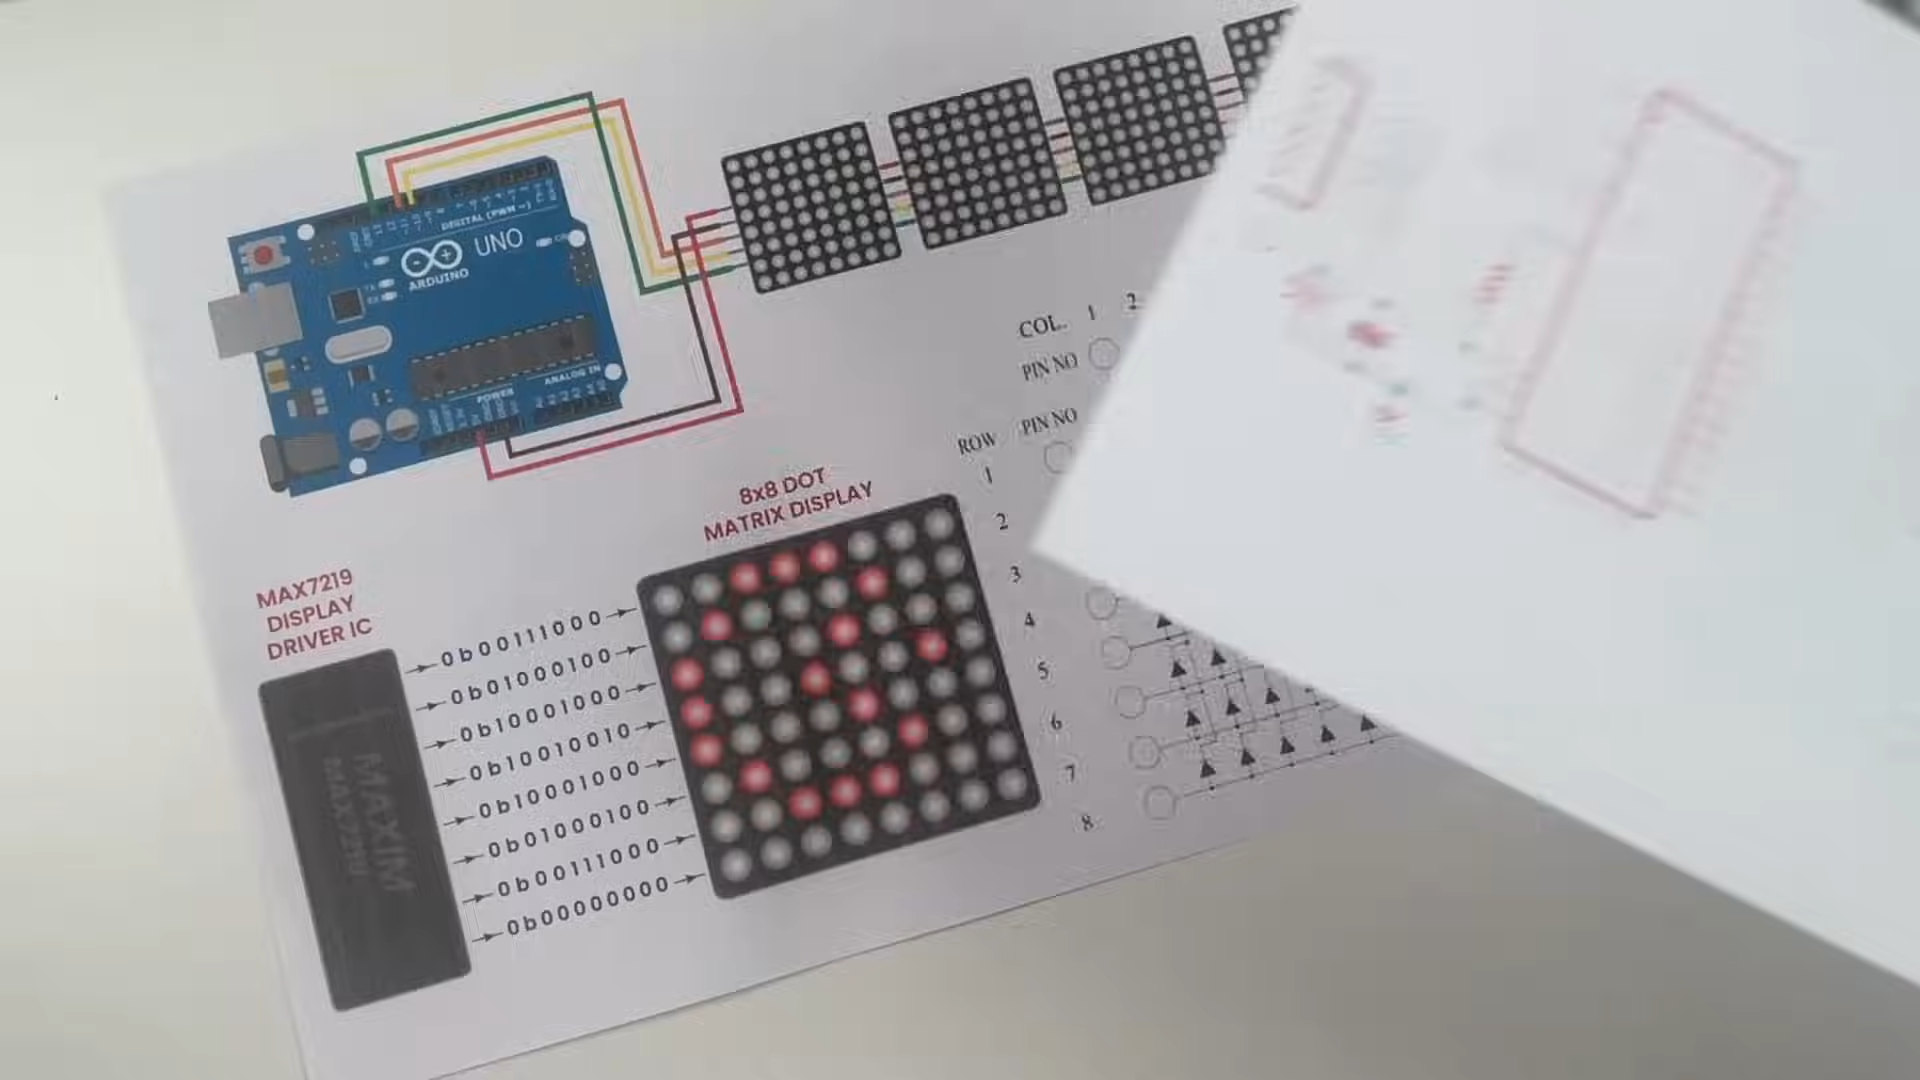 DIGITAL (PWM ~)
UNO
ARDUINO
TX
RX
POWER
ANALOG IN
COL. 1 2
PIN NO
ROW PIN NO
1
2
3
4
5
6
7
8
8x8 DOT
MATRIX DISPLAY
MAX7219
DISPLAY
DRIVER IC
0b00111000
0b01000100
0b10001000
0b10010010
0b10001000
0b01000100
0b00111000
0b00000000
MAXIM